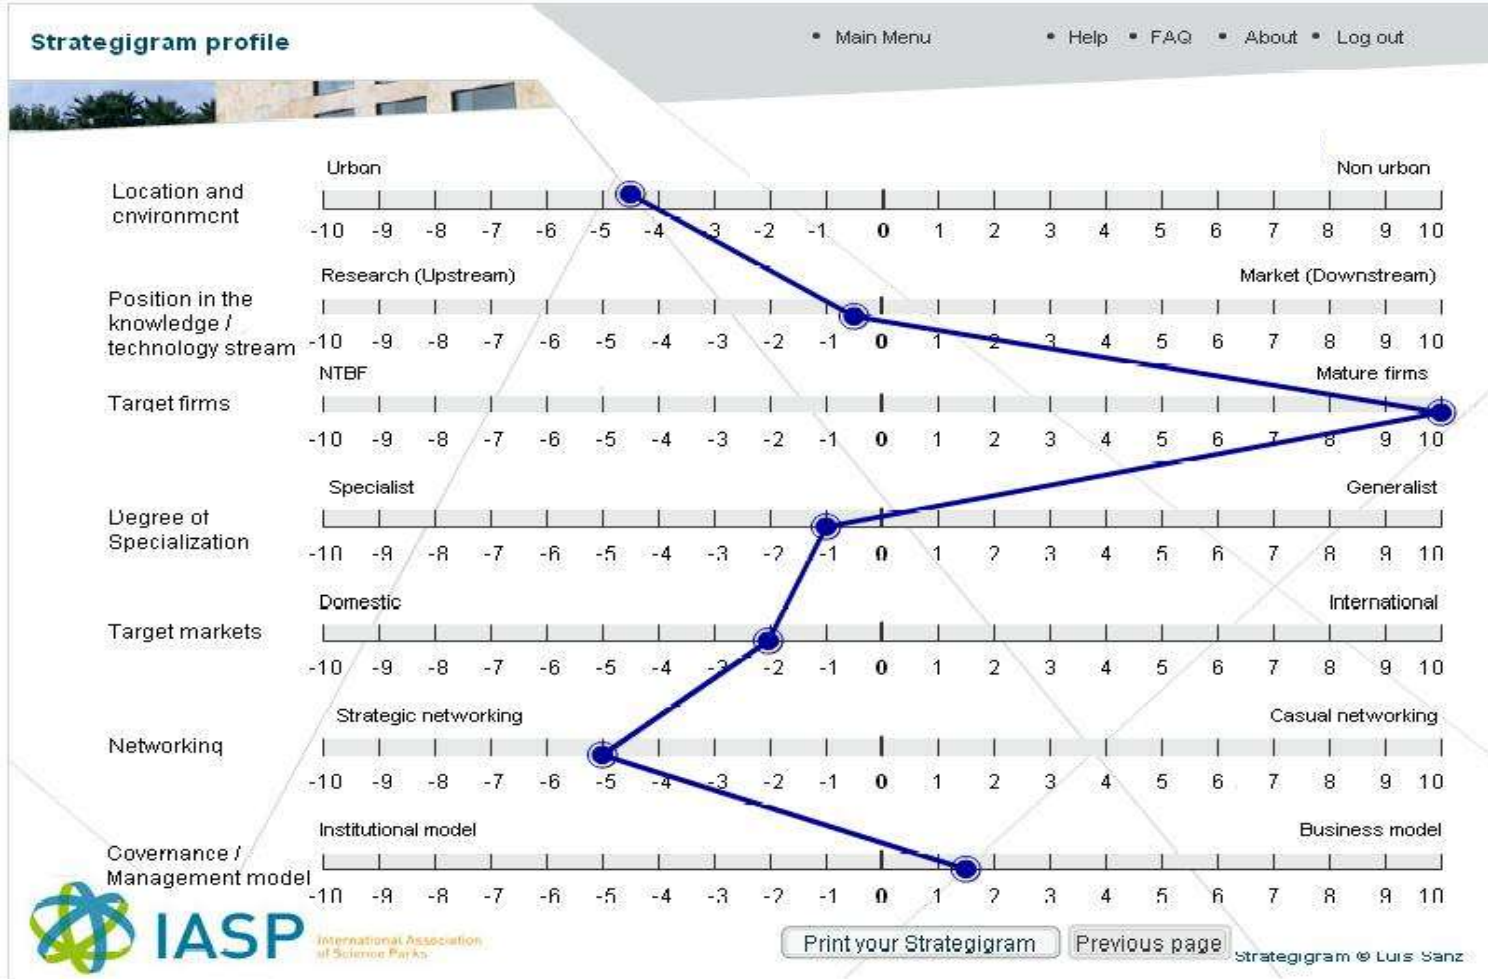 Strategigram profile
• Main Menu • Help • FAQ • About • Log out
Urban Non urban
Location and
environment
-10 -9 -8 -7 -6 -5 -4 -3 -2 -1 0 1 2 3 4 5 6 7 8 9 10
Research (Upstream) Market (Downstream)
Position in the
knowledge /
technology stream
-10 -9 -8 -7 -6 -5 -4 -3 -2 -1 0 1 2 3 4 5 6 7 8 9 10
NTBF Mature firms
Target firms
-10 -9 -8 -7 -6 -5 -4 -3 -2 -1 0 1 2 3 4 5 6 7 8 9 10
Specialist Generalist
Degree of
Specialization
-10 -9 -8 -7 -6 -5 -4 -3 -2 -1 0 1 2 3 4 5 6 7 8 9 10
Domestic International
Target markets
-10 -9 -8 -7 -6 -5 -4 -3 -2 -1 0 1 2 3 4 5 6 7 8 9 10
Strategic networking Casual networking
Networking
-10 -9 -8 -7 -6 -5 -4 -3 -2 -1 0 1 2 3 4 5 6 7 8 9 10
Institutional model Business model
Governance /
Management model
-10 -9 -8 -7 -6 -5 -4 -3 -2 -1 0 1 2 3 4 5 6 7 8 9 10
IASP
International Association
of Science Parks
Print your Strategigram Previous page
Strategigram © Luis Sanz